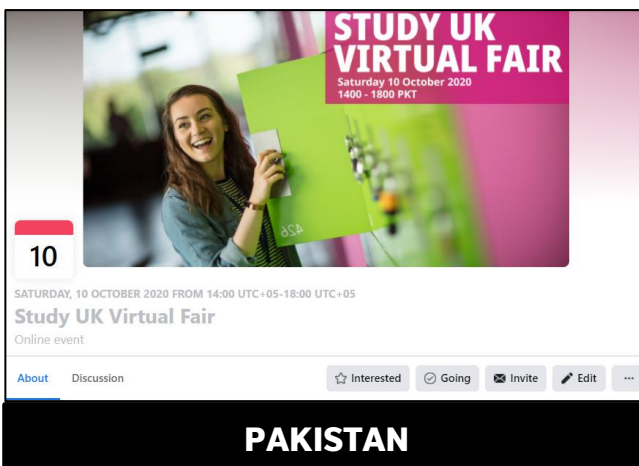 STUDY UK
VIRTUAL FAIR
Saturday 10 October 2020
1400 - 1800 PKT
426
10
SATURDAY, 10 OCTOBER 2020 FROM 14:00 UTC+05-18:00 UTC+05
Study UK Virtual Fair
Online event
About Discussion Interested Going Invite Edit ...
PAKISTAN